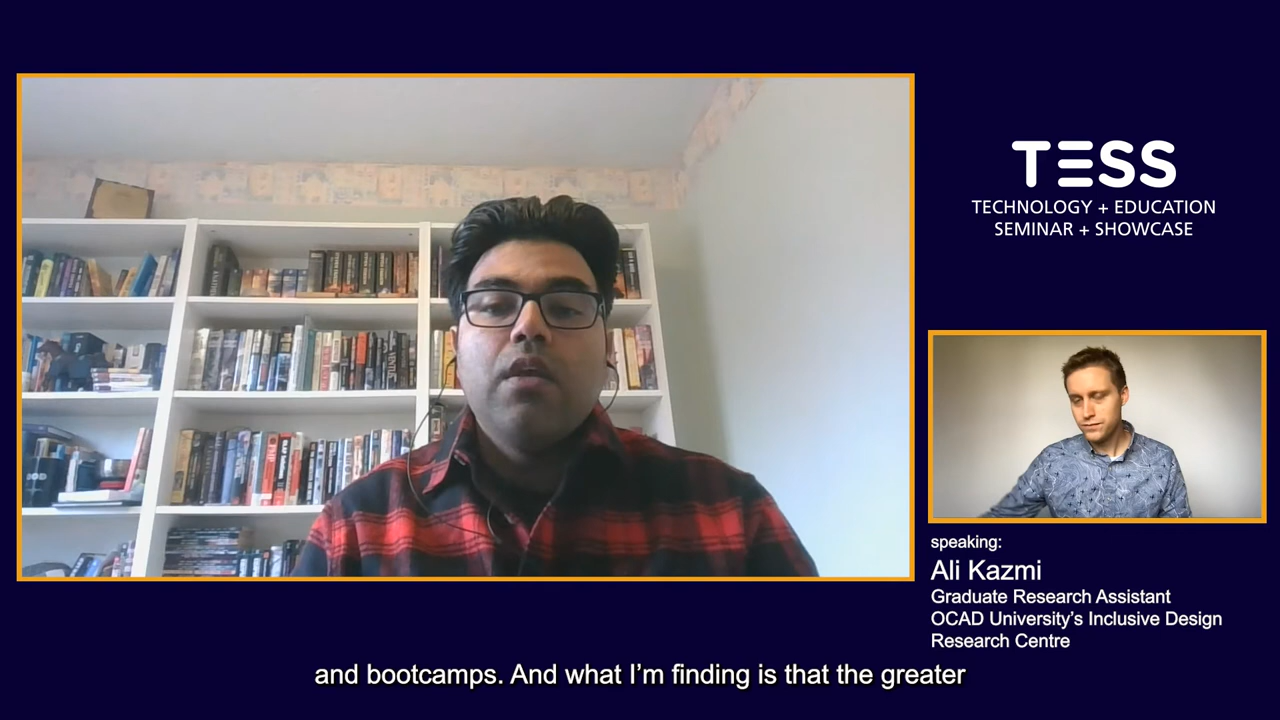 TESS
TECHNOLOGY + EDUCATION
SEMINAR + SHOWCASE
speaking:
Ali Kazmi
Graduate Research Assistant
OCAD University’s Inclusive Design
Research Centre
and bootcamps. And what I’m finding is that the greater